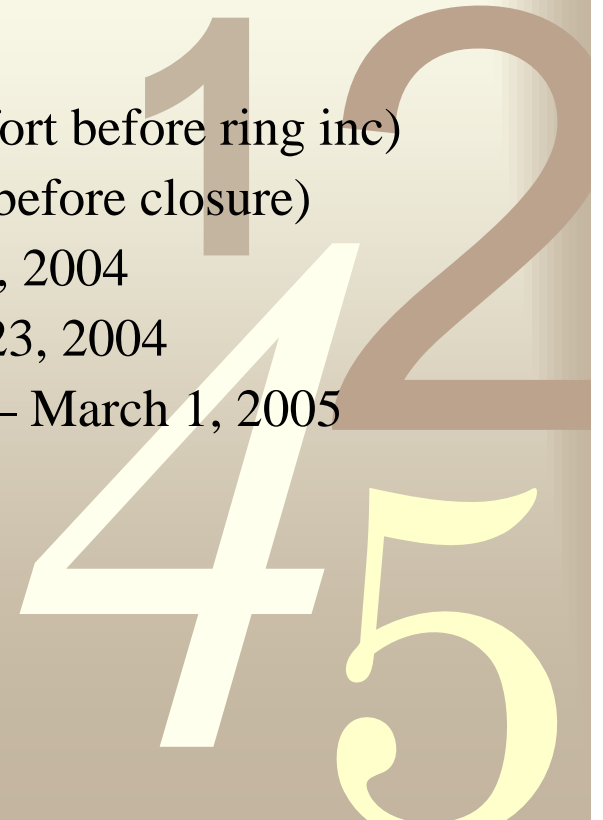 1 2
fort before ring inc)
before closure)
, 2004
23, 2004
– March 1, 2005
4
5